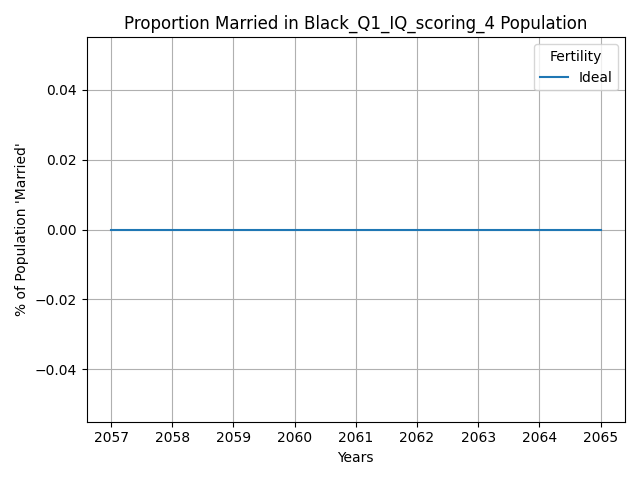 Proportion Married in Black_Q1_IQ_scoring_4 Population
Fertility
Ideal
% of Population 'Married'
0.04
0.02
0.00
−0.02
−0.04
2057 2058 2059 2060 2061 2062 2063 2064 2065
Years